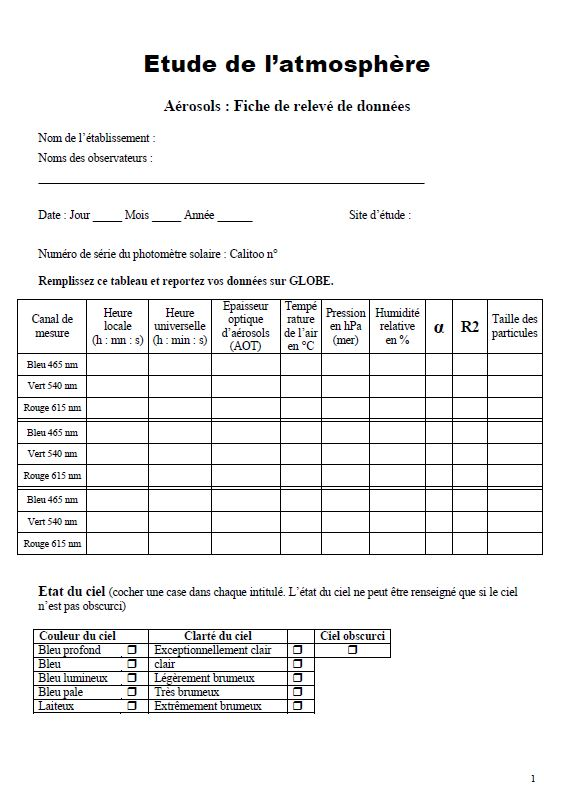 Etude de l'atmosphère
Aérosols : Fiche de relevé de données
Nom de l'établissement :
Noms des observateurs :
Date : Jour _____ Mois _____ Année ______ Site d'étude :
Numéro de série du photomètre solaire : Calitoo n°
Remplissez ce tableau et reportez vos données sur GLOBE.
Canal de mesure Heure locale (h : mn : s) Heure universelle (h : min : s) Epaisseur optique d'aérosols (AOT) Tempé rature de l'air en °C Pression en hPa (mer) Humidité relative en % α R2 Taille des particules
Bleu 465 nm
Vert 540 nm
Rouge 615 nm
Bleu 465 nm
Vert 540 nm
Rouge 615 nm
Bleu 465 nm
Vert 540 nm
Rouge 615 nm
Etat du ciel (cocher une case dans chaque intitulé. L'état du ciel ne peut être renseigné que si le ciel
n'est pas obscurci)
Couleur du ciel Clarté du ciel Ciel obscurci
Bleu profond ❒ Exceptionnellement clair ❒ ❒
Bleu ❒ clair ❒
Bleu lumineux ❒ Légèrement brumeux ❒
Bleu pale ❒ Très brumeux ❒
Laiteux ❒ Extrêmement brumeux ❒
1